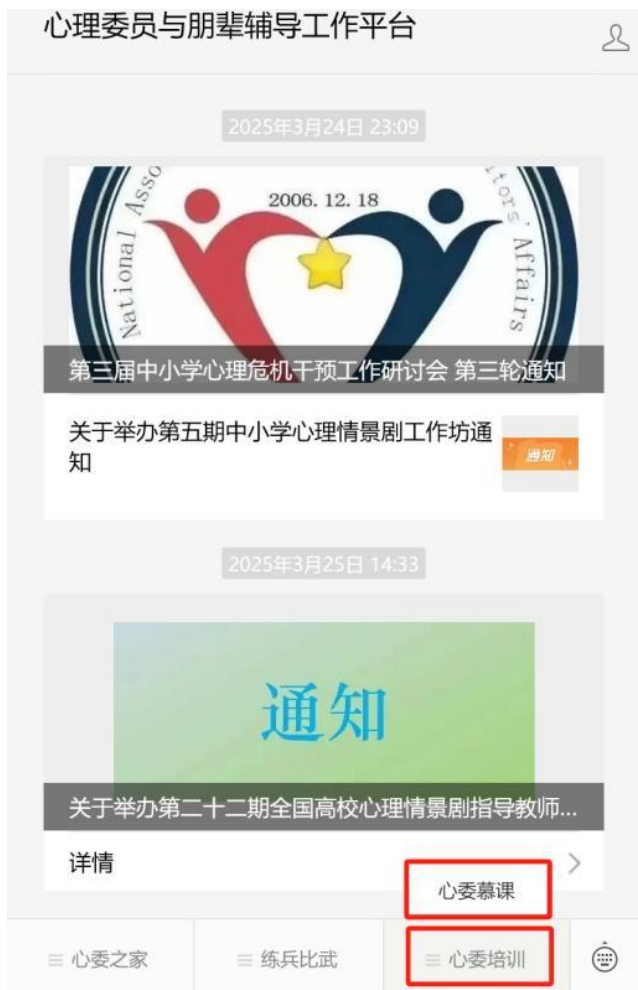 心理委员与朋辈辅导工作平台
2025年3月24日 23:09
National Asso
2006.12.18
itors' Affairs
第三届中小学心理危机干预工作研讨会 第三轮通知
关于举办第五期中小学心理情景剧工作坊通
知
通知
2025年3月25日 14:33
通知
关于举办第二十二期全国高校心理情景剧指导教师...
详情
心委慕课
心委之家
练兵比武
心委培训